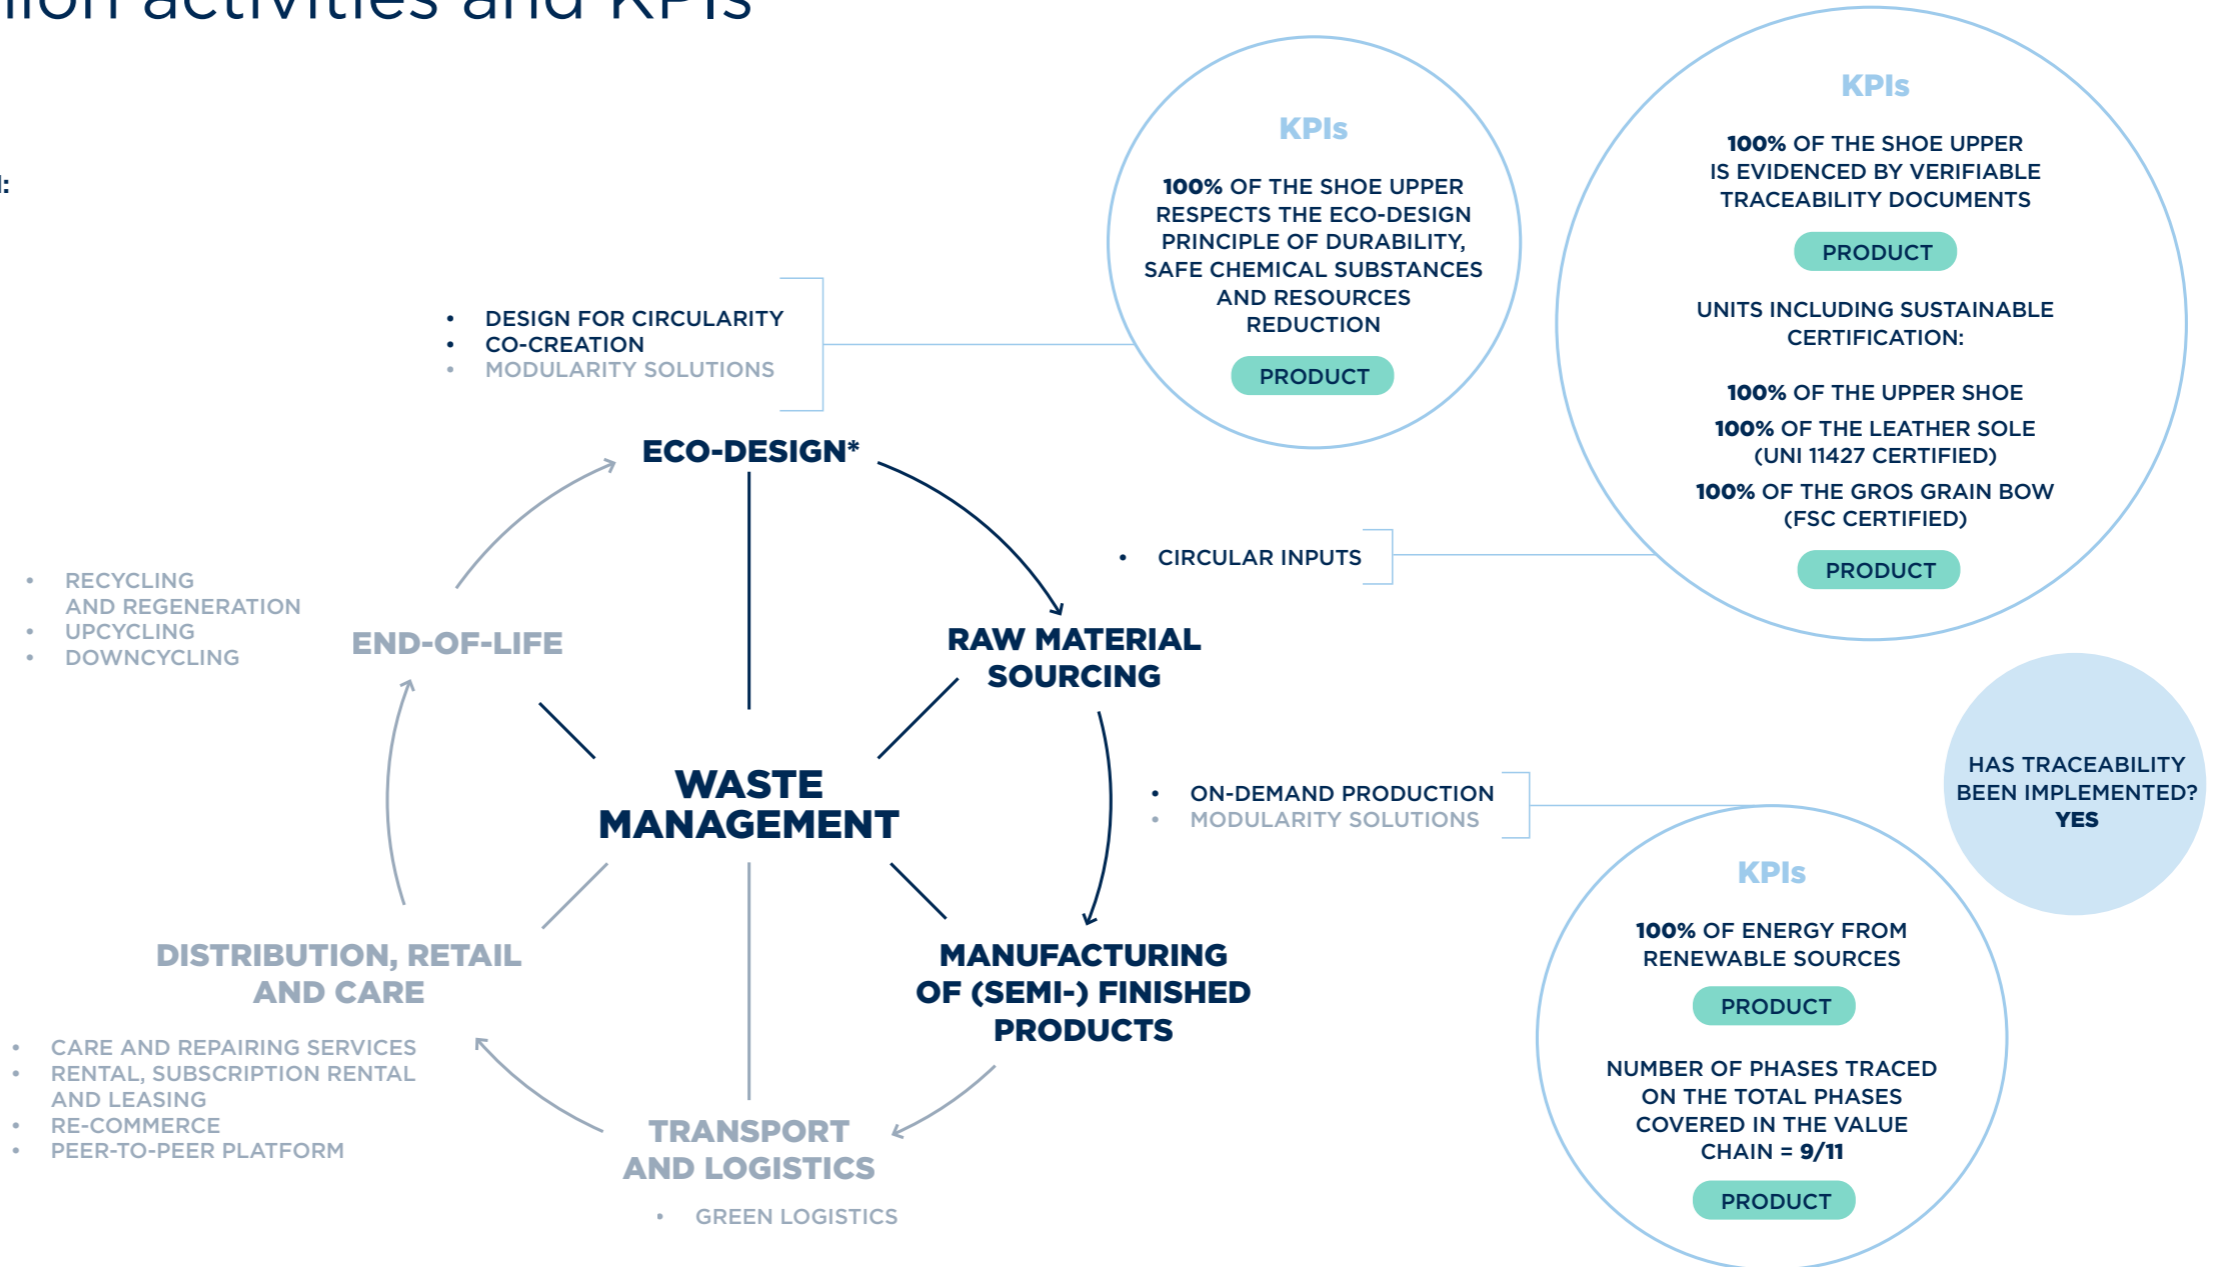 activities and KPIs
KPIs
100% OF THE SHOE UPPER
RESPECTS THE ECO-DESIGN
PRINCIPLE OF DURABILITY,
SAFE CHEMICAL SUBSTANCES
AND RESOURCES
REDUCTION
PRODUCT
KPIs
100% OF THE SHOE UPPER
IS EVIDENCED BY VERIFIABLE
TRACEABILITY DOCUMENTS
PRODUCT
UNITS INCLUDING SUSTAINABLE
CERTIFICATION:
100% OF THE UPPER SHOE
100% OF THE LEATHER SOLE
(UNI 11427 CERTIFIED)
100% OF THE GROS GRAIN BOW
(FSC CERTIFIED)
PRODUCT
• DESIGN FOR CIRCULARITY
• CO-CREATION
• MODULARITY SOLUTIONS
ECO-DESIGN*
• CIRCULAR INPUTS
RAW MATERIAL
SOURCING
• RECYCLING
AND REGENERATION
• UPCYCLING
• DOWNCYCLING
END-OF-LIFE
WASTE
MANAGEMENT
• ON-DEMAND PRODUCTION
• MODULARITY SOLUTIONS
HAS TRACEABILITY
BEEN IMPLEMENTED?
YES
KPIs
100% OF ENERGY FROM
RENEWABLE SOURCES
PRODUCT
NUMBER OF PHASES TRACED
ON THE TOTAL PHASES
COVERED IN THE VALUE
CHAIN = 9/11
PRODUCT
DISTRIBUTION, RETAIL
AND CARE
• CARE AND REPAIRING SERVICES
• RENTAL, SUBSCRIPTION RENTAL
AND LEASING
• RE-COMMERCE
• PEER-TO-PEER PLATFORM
MANUFACTURING
OF (SEMI-) FINISHED
PRODUCTS
TRANSPORT
AND LOGISTICS
• GREEN LOGISTICS